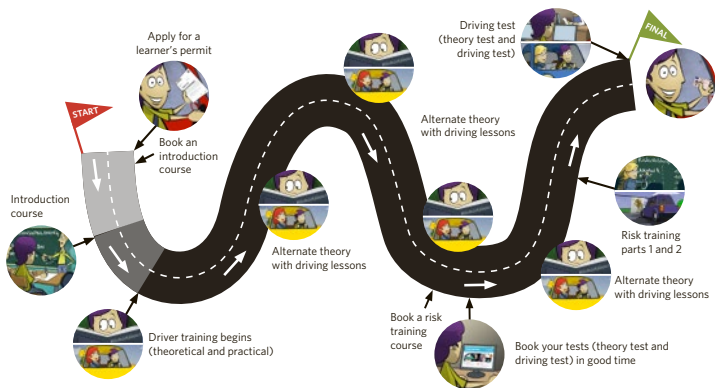 START
Apply for a
learner's permit
Book an
introduction
course
Introduction
course
Driver training begins
(theoretical and practical)
Alternate theory
with driving lessons
Alternate theory
with driving lessons
Book a risk
training
course
Book your tests (theory test and
driving test) in good time
Alternate theory
with driving lessons
Risk training
parts 1 and 2
Driving test
(theory test and
driving test)
FINAL